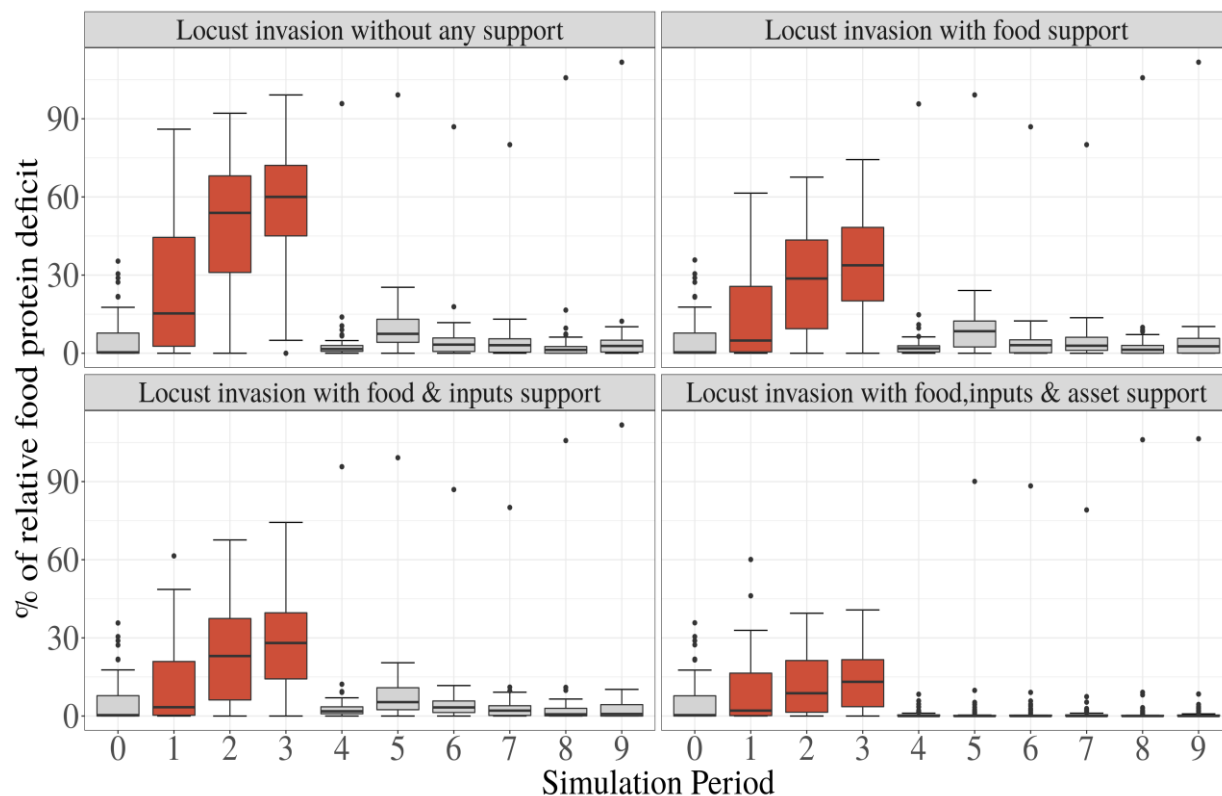 Locust invasion without any support
Locust invasion with food support
90
60
30
0
Locust invasion with food & inputs support
Locust invasion with food,inputs & asset support
90
60
30
0
% of relative food protein deficit
0 1 2 3 4 5 6 7 8 9
0 1 2 3 4 5 6 7 8 9
Simulation Period